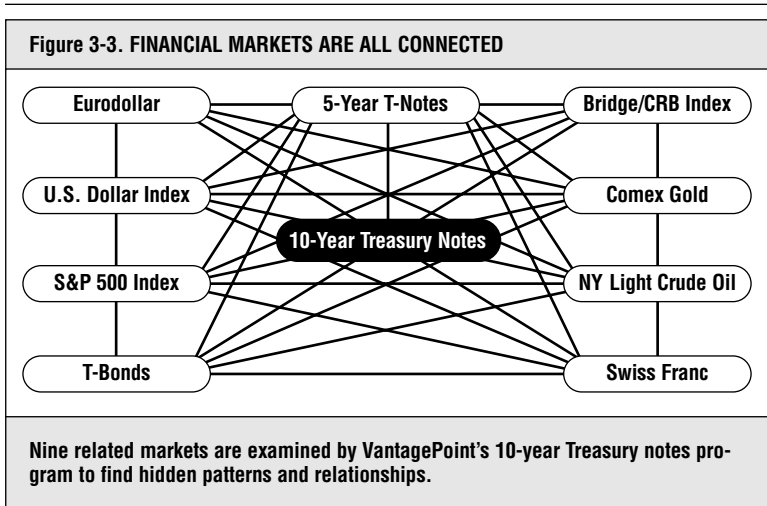 Figure 3-3. FINANCIAL MARKETS ARE ALL CONNECTED
Eurodollar
5-Year T-Notes
Bridge/CRB Index
U.S. Dollar Index
Comex Gold
10-Year Treasury Notes
S&P 500 Index
NY Light Crude Oil
T-Bonds
Swiss Franc
Nine related markets are examined by VantagePoint's 10-year Treasury notes pro-
gram to find hidden patterns and relationships.